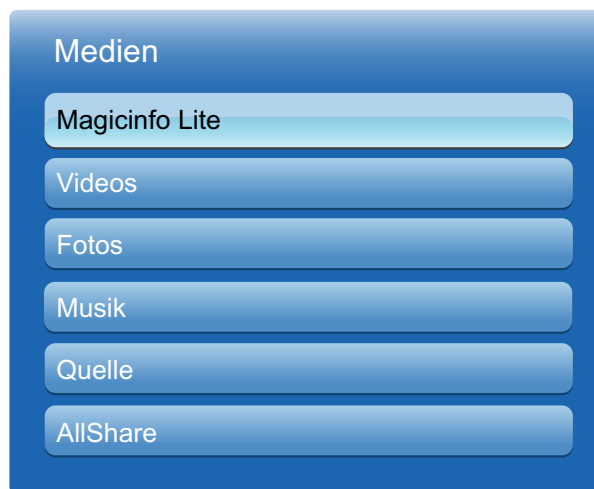 Medien
Magicinfo Lite
Videos
Fotos
Musik
Quelle
AllShare